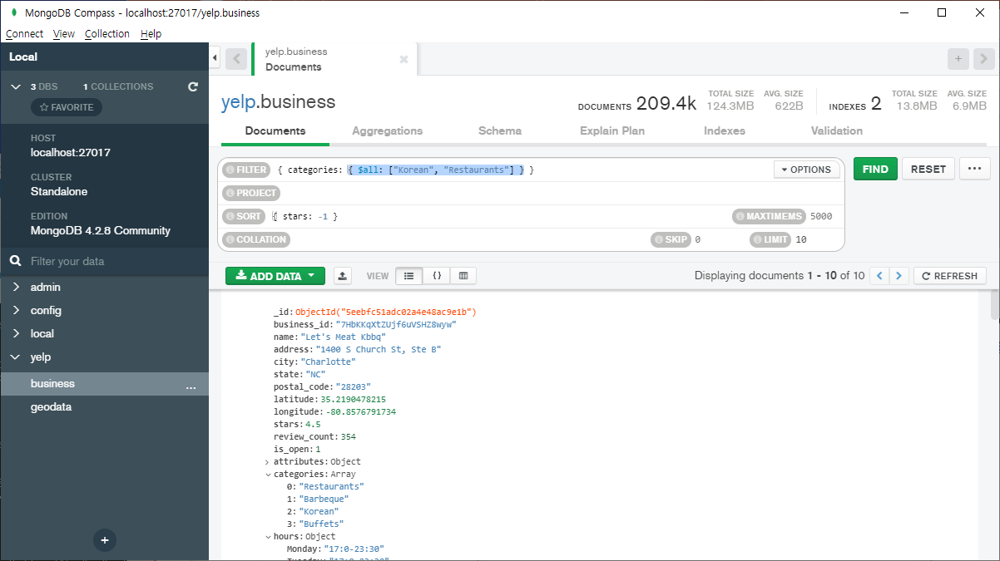 MongoDB Compass - localhost:27017/yelp.business
Connect View Collection Help
Local
3 DBS 1 COLLECTIONS
FAVORITE
HOST
localhost:27017
CLUSTER
Standalone
EDITION
MongoDB 4.2.8 Community
Filter your data
admin
config
local
yelp
business ...
geodata
yelp.business
Documents
yelp.business
DOCUMENTS 209.4k TOTAL SIZE 124.3MB AVG. SIZE 622B INDEXES 2 TOTAL SIZE 13.8MB AVG. SIZE 6.9MB
Documents Aggregations Schema Explain Plan Indexes Validation
FILTER { categories: { $all: ["Korean", "Restaurants"] } } OPTIONS FIND RESET ...
PROJECT
SORT { stars: -1 } MAXTIMEMS 5000
COLLATION SKIP 0 LIMIT 10
ADD DATA VIEW {} Displaying documents 1 - 10 of 10 REFRESH
_id: ObjectId("5eebfc51adc02a4e48ac9e1b")
business_id: "7HbKKqXtZUjf6uVSHZ8wyw"
name: "Let's Meat Kbbq"
address: "1400 S Church St, Ste B"
city: "Charlotte"
state: "NC"
postal_code: "28203"
latitude: 35.2190478215
longitude: -80.8576791734
stars: 4.5
review_count: 354
is_open: 1
attributes: Object
categories: Array
0: "Restaurants"
1: "Barbeque"
2: "Korean"
3: "Buffets"
hours: Object
Monday: "17:0-23:30"